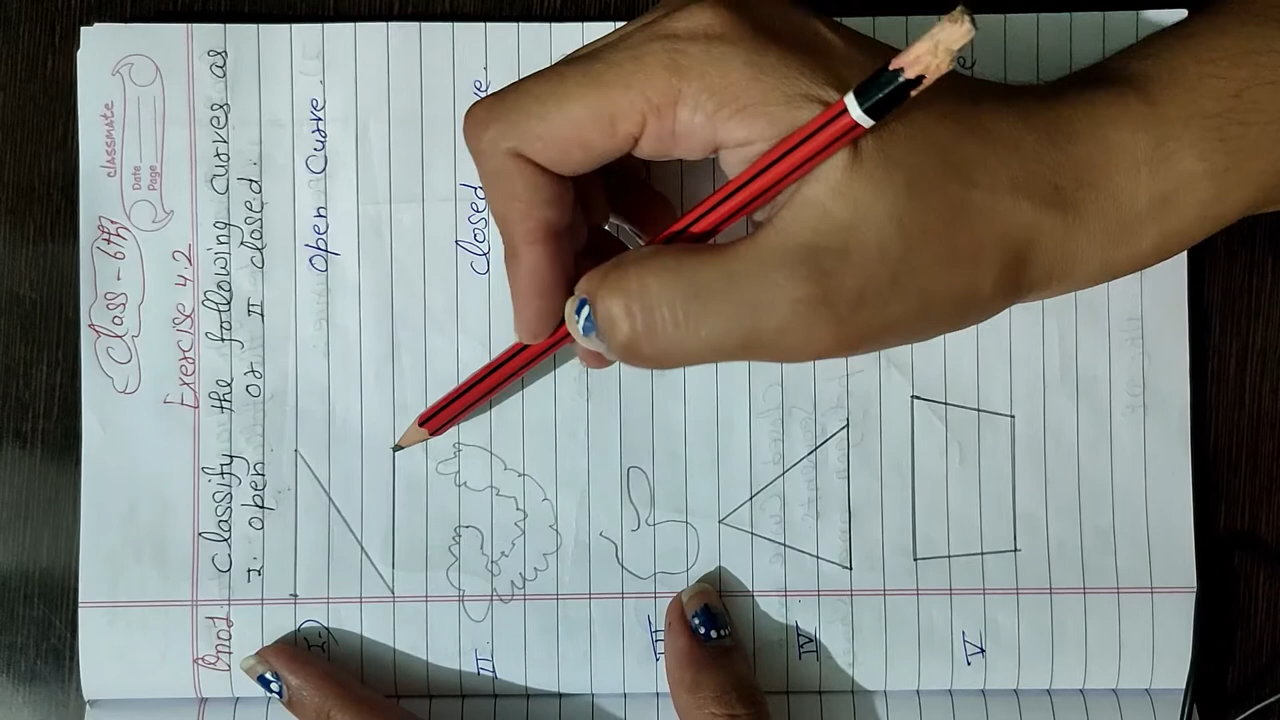 classmate
Date
Page
Class - 6th
Exercise 4.2
Qno1. Classify the following curves as
I. open or II closed.
I.) open curve.
II. closed
III
IV
V